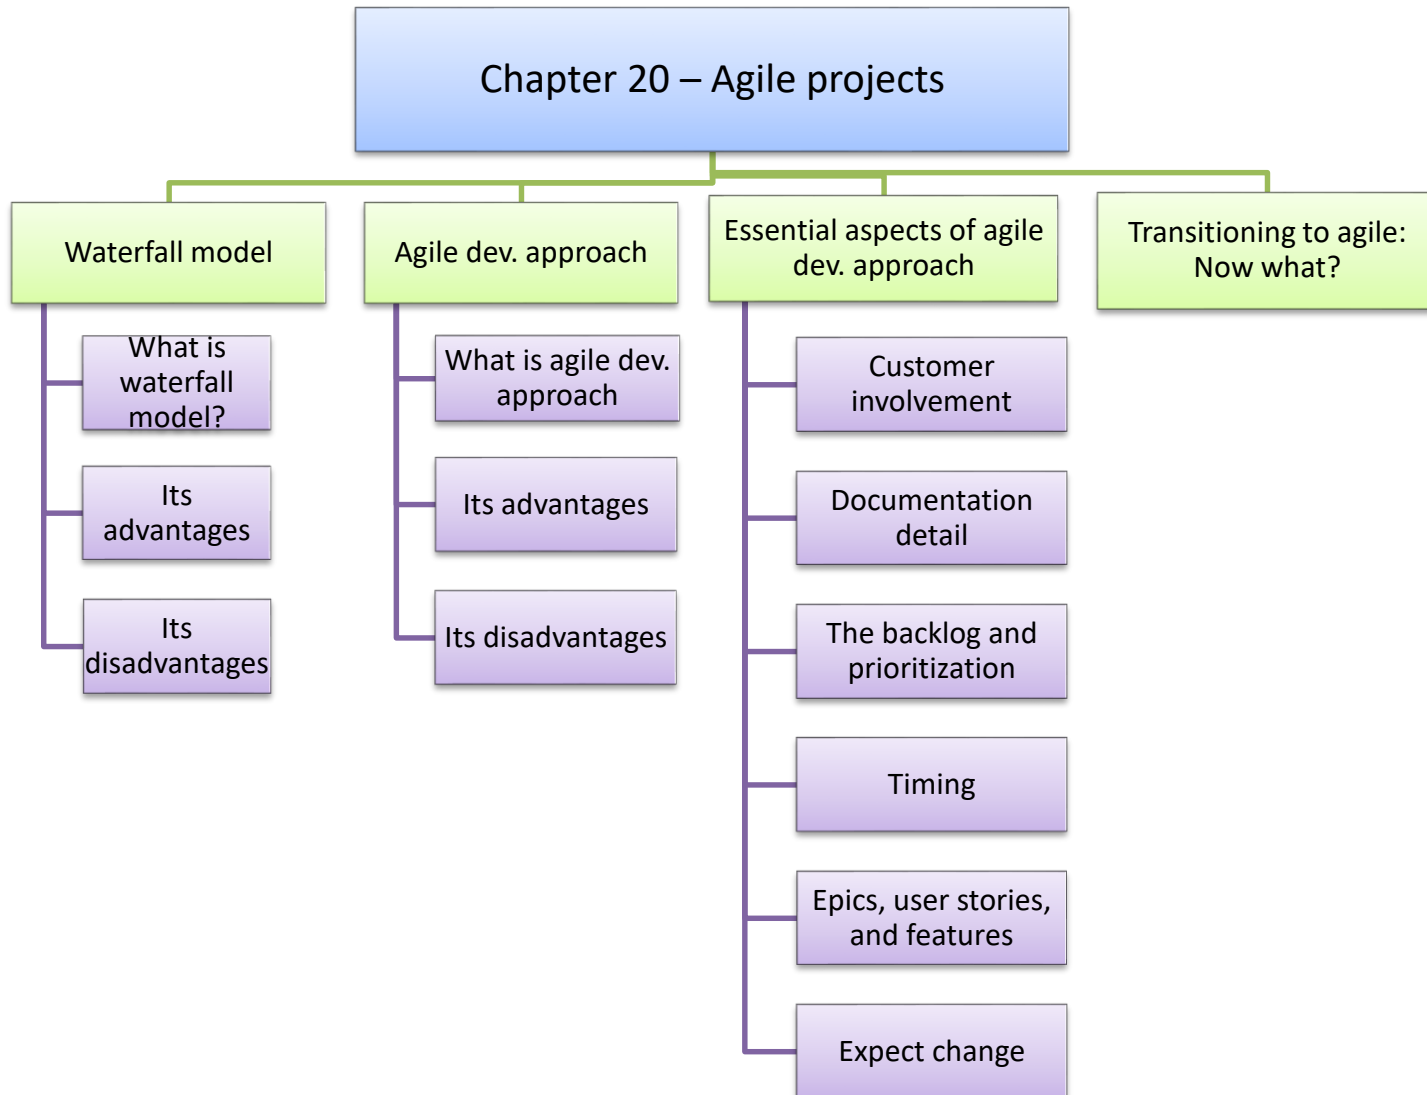 Chapter 20 – Agile projects
Waterfall model
What is
waterfall
model?
Its
advantages
Its
disadvantages
Agile dev. approach
What is agile dev.
approach
Its advantages
Its disadvantages
Essential aspects of agile
dev. approach
Customer
involvement
Documentation
detail
The backlog and
prioritization
Timing
Epics, user stories,
and features
Expect change
Transitioning to agile:
Now what?